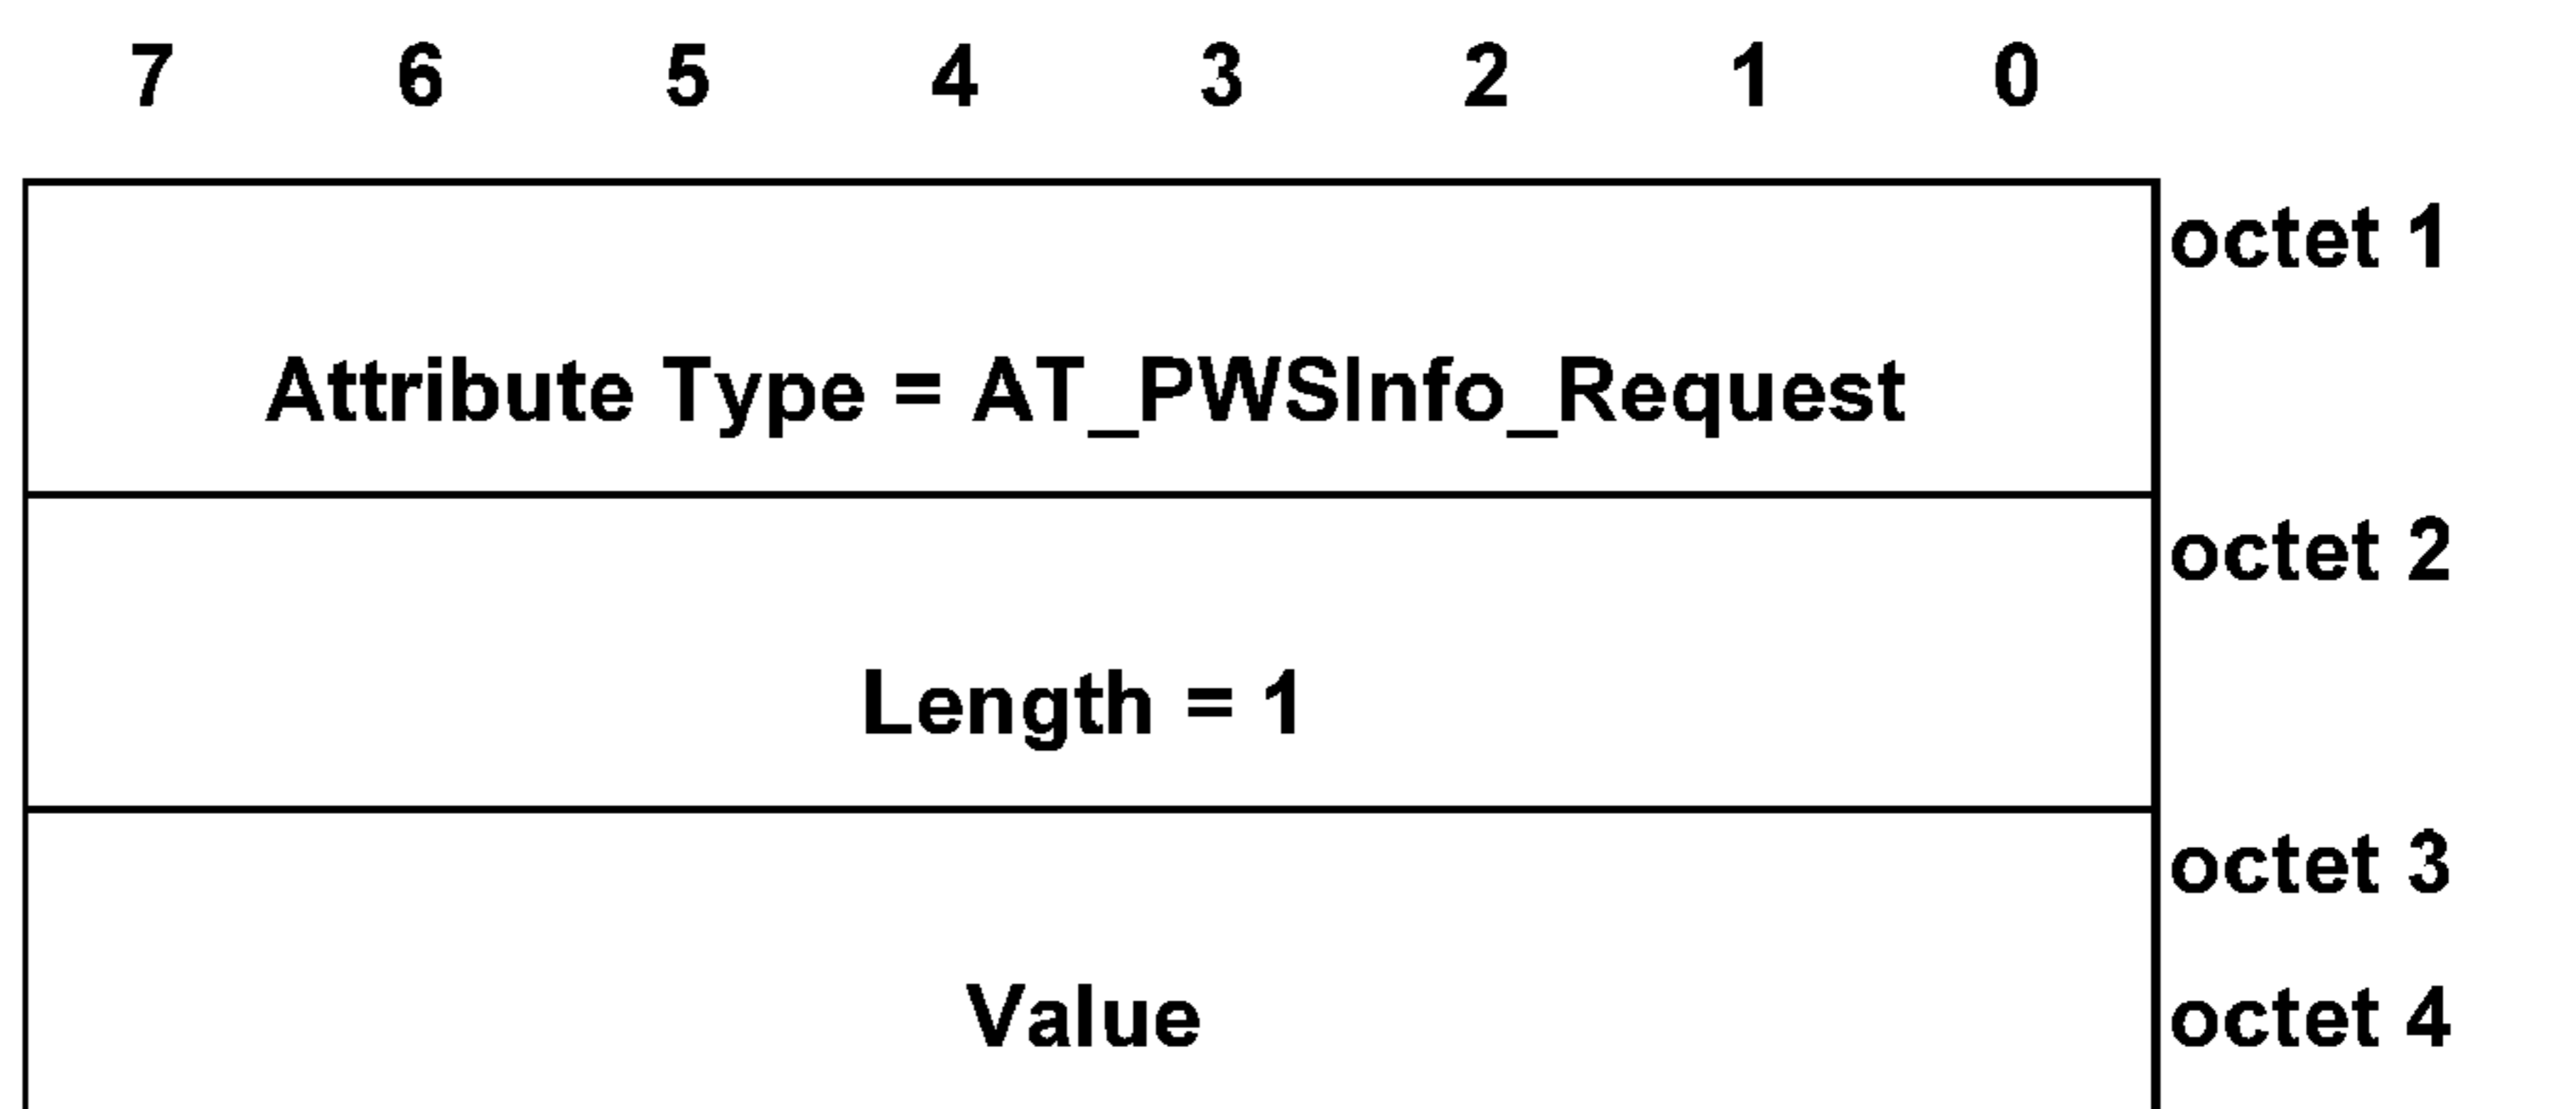 7 6 5 4 3 2 1 0
octet 1
Attribute Type = AT_PWSInfo_Request
octet 2
Length = 1
octet 3
Value octet 4